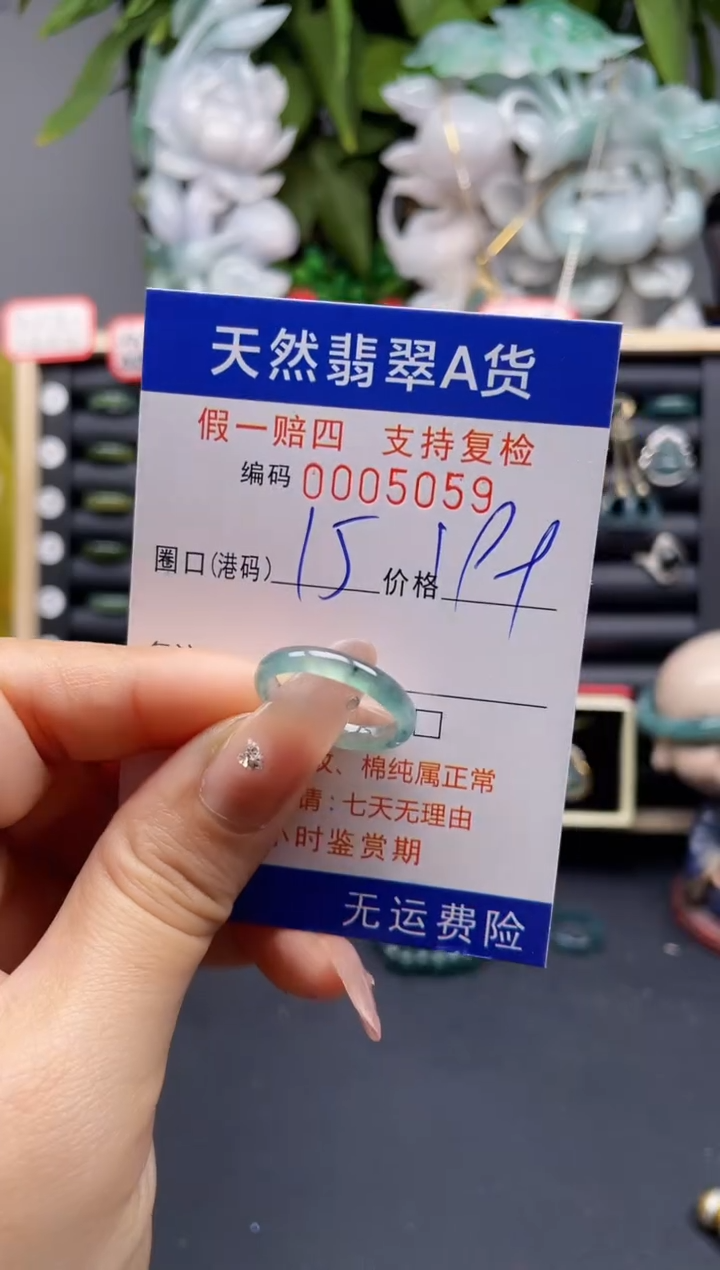 天然翡翠A货
假一赔四 支持复检
编码 0005059
圈口(港码) 15 价格
、棉纯属正常
请：七天无理由
小时鉴赏期
无运费险